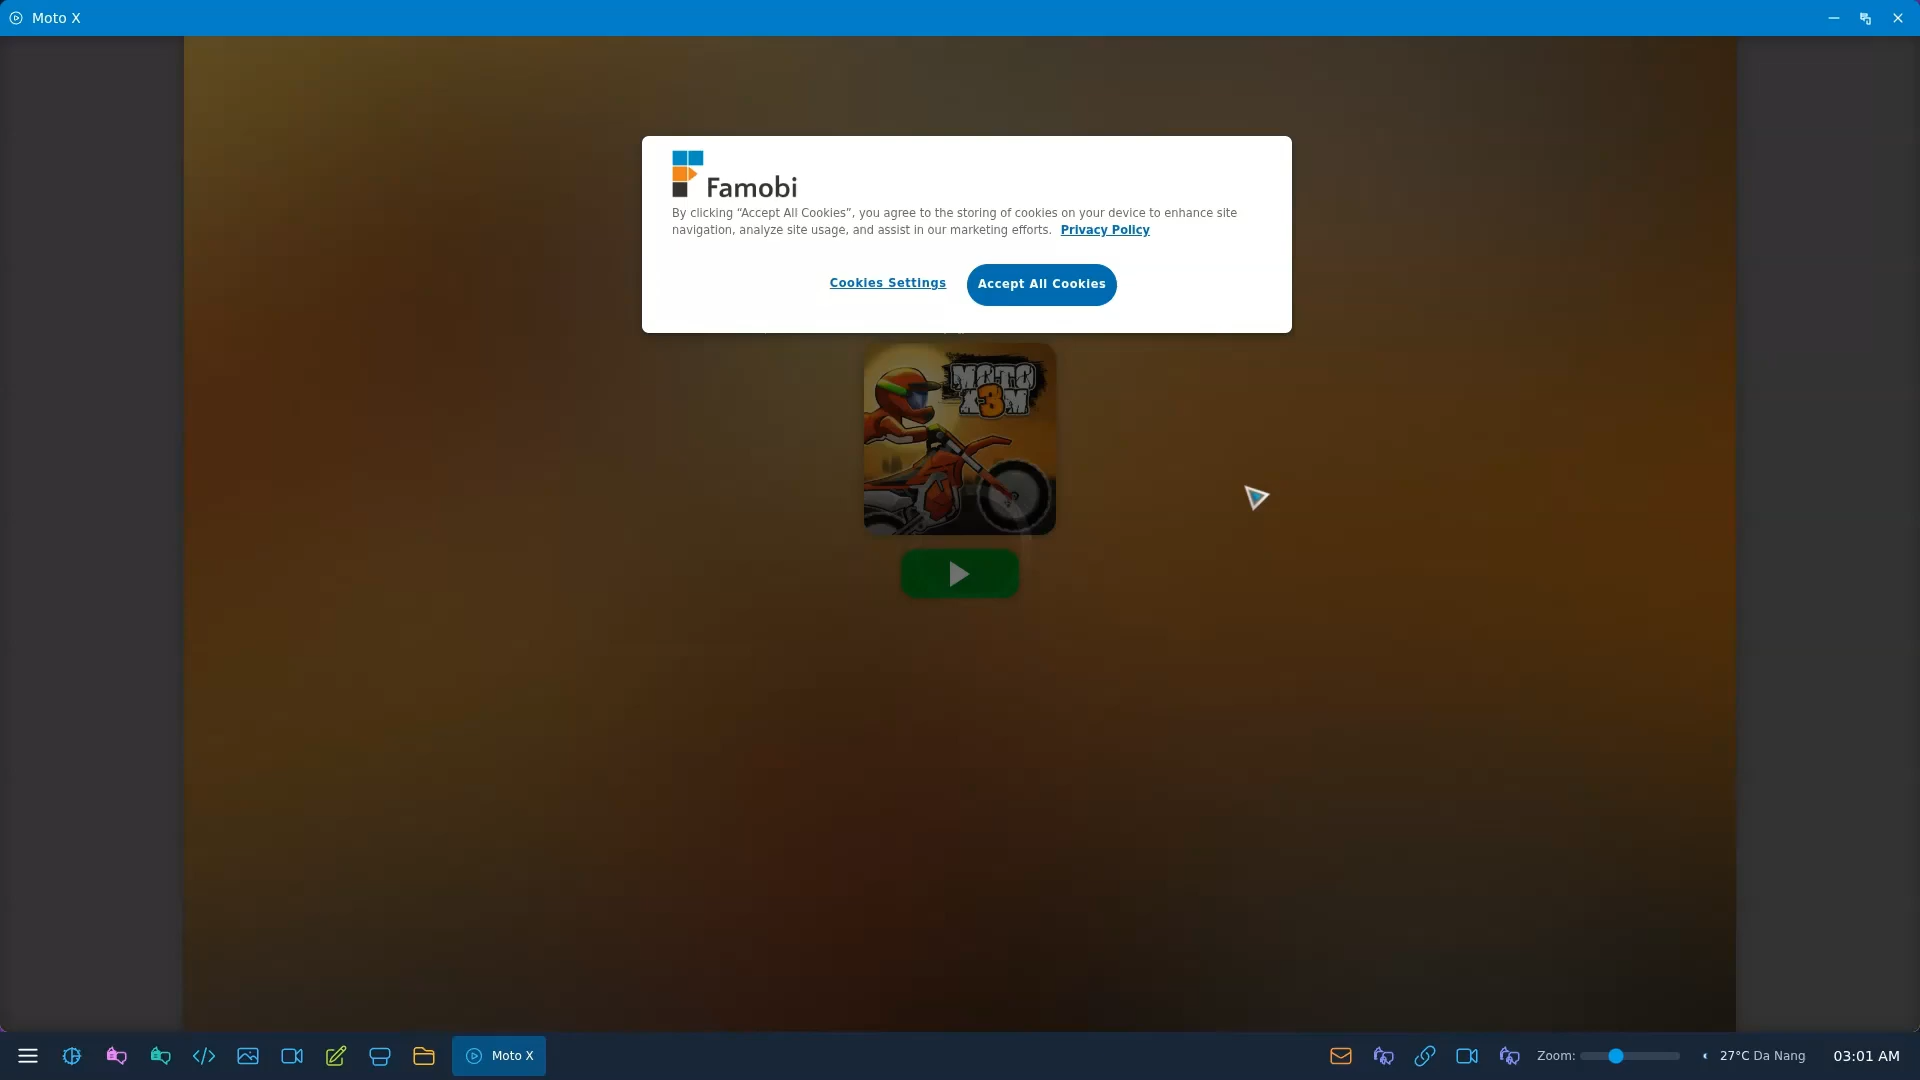 Moto X
Famobi
By clicking “Accept All Cookies”, you agree to the storing of cookies on your device to enhance site
navigation, analyze site usage, and assist in our marketing efforts. Privacy Policy
Cookies Settings
Accept All Cookies
MOTO
X3M
Moto X
Zoom:
27°C Da Nang
03:01 AM